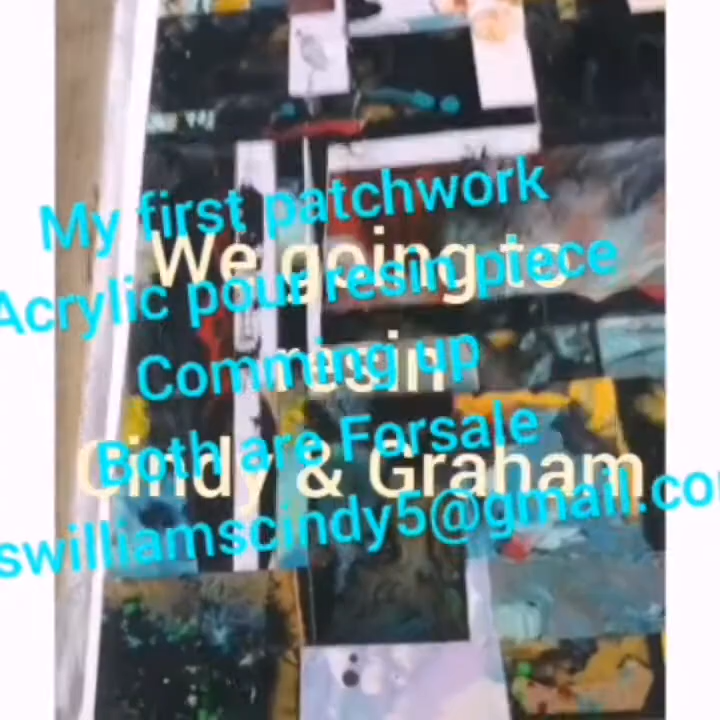 My first patchwork
We going to
Acrylic pour resin piece
resin
Comming up
Both are Forsale
Cindy & Graham
swilliamscindy5@gmail.co